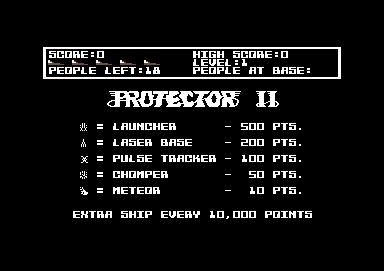 SCORE:0 HIGH SCORE:0
LEVEL:1
PEOPLE LEFT:18 PEOPLE AT BASE:
PROTECTOR II
= LAUNCHER - 500 PTS.
= LASER BASE - 200 PTS.
= PULSE TRACKER - 100 PTS.
= CHOMPER - 50 PTS.
= METEOR - 10 PTS.
EXTRA SHIP EVERY 10,000 POINTS